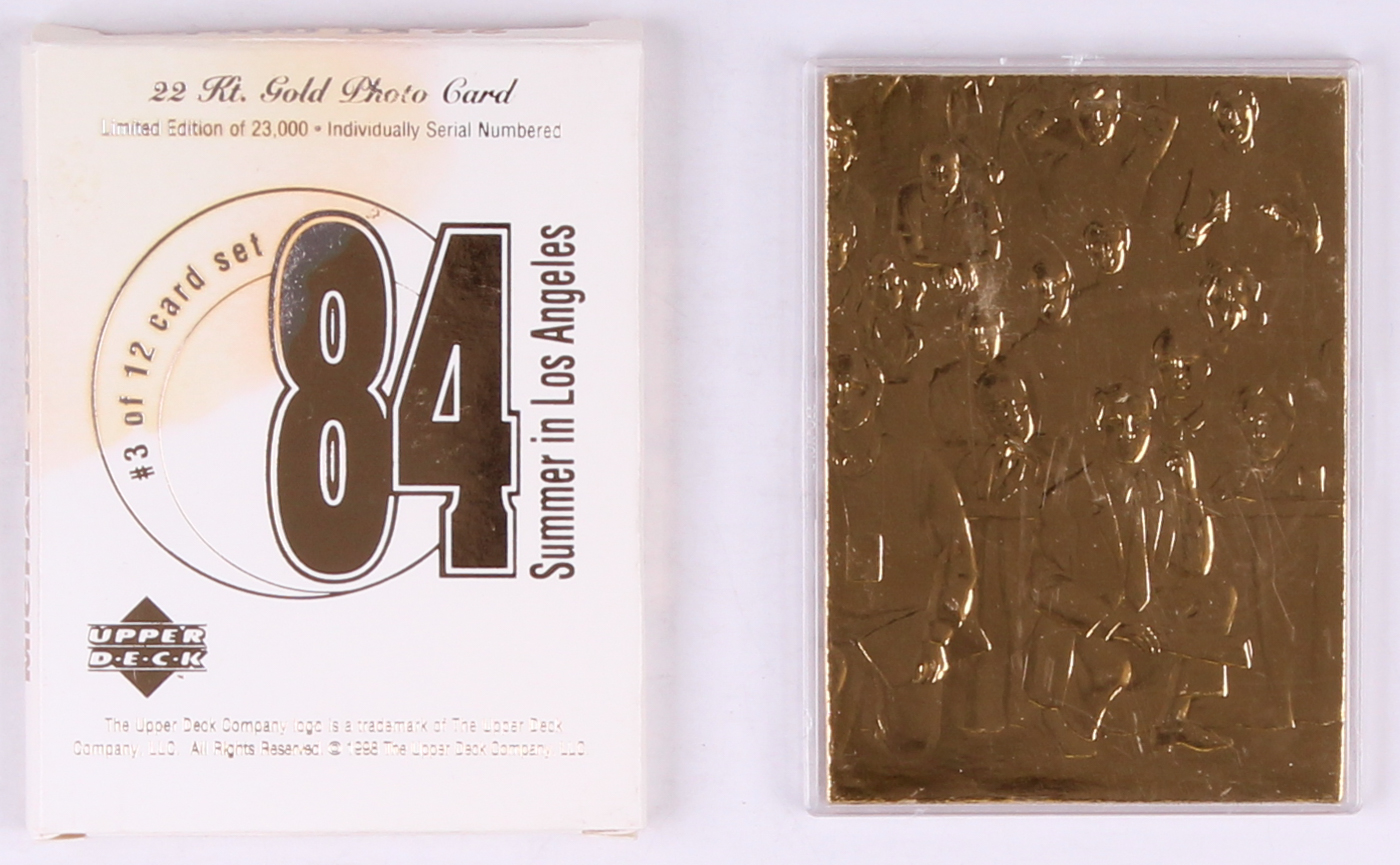 22 Kt. Gold Photo Card
Limited Edition of 23,000 • Individually Serial Numbered
#3 of 12 card set
84
Summer in Los Angeles
UPPER
D•E•C•K
The Upper Deck Company logo is a trademark of The Upper Deck
Company, LLC. All Rights Reserved. © 1998 The Upper Deck Company, LLC